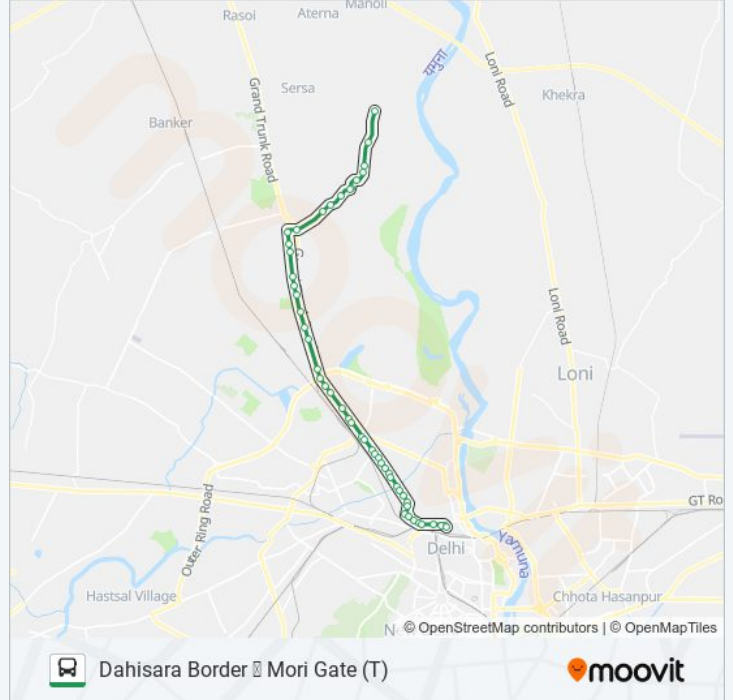 Rasoi
Aterna
Manoli
यमुना
Loni Road
Sersa
Khekra
Grand Trunk Road
Banker
G
Loni Road
Loni
GT Ro
Outer Ring Road
Delhi
Yamuna
Hastsal Village
Chhota Hasanpur
N
© OpenStreetMap contributors | © OpenMapTiles
Dahisara Border Mori Gate (T)
moovit